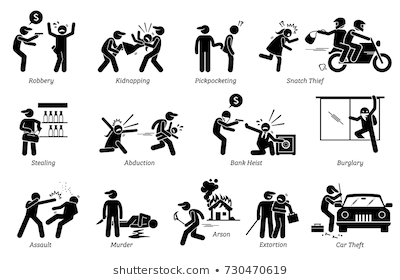 $
Robbery
Kidnapping
Pickpocketing
Snatch Thief
Stealing
Abduction
$
Bank Heist
Burglary
Assault
Murder
Arson
Extortion
Car Theft
shutterstock.com • 730470619